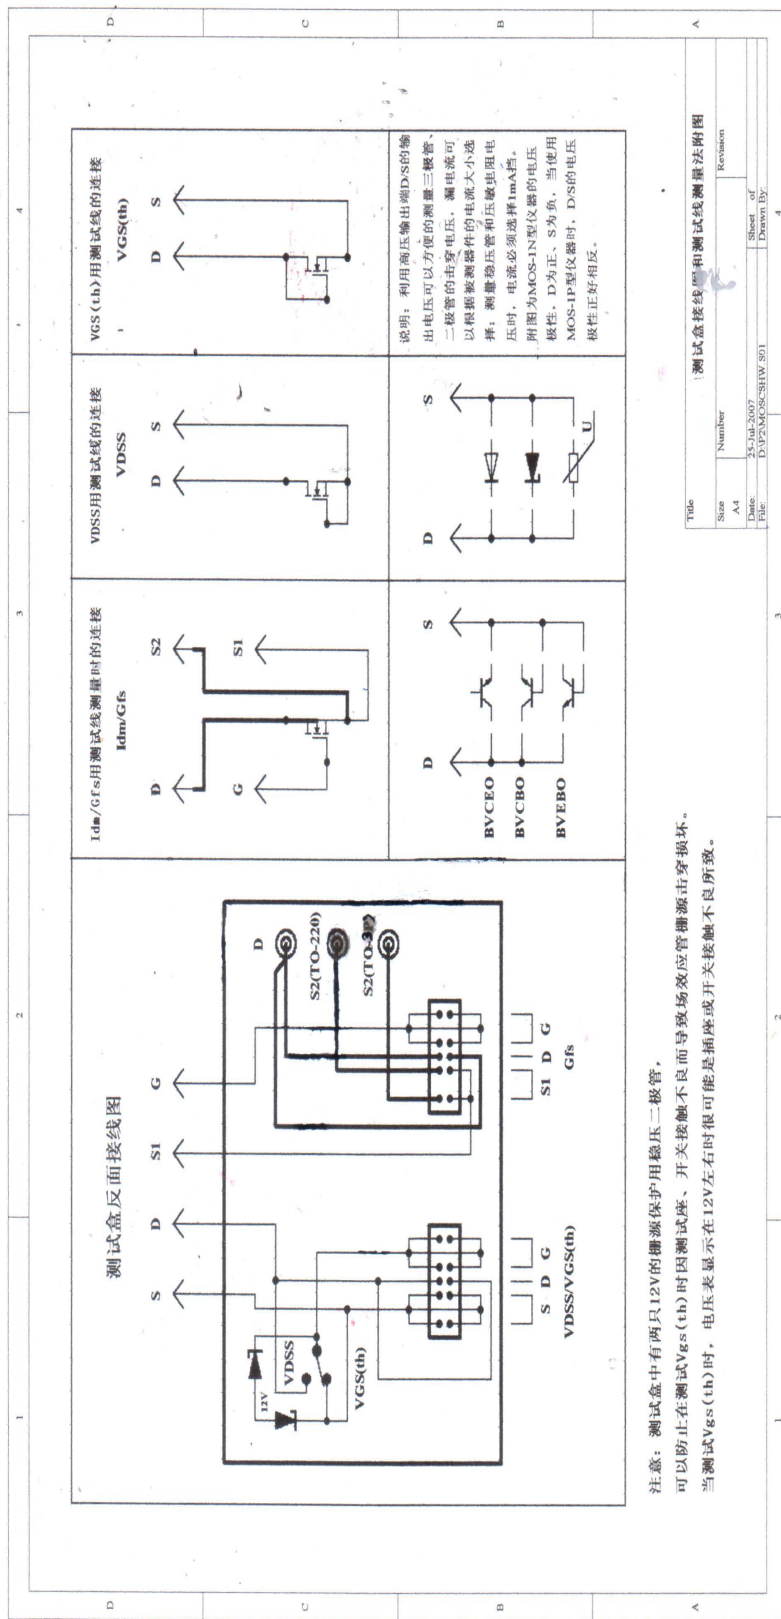 测试盒反面接线图
S
D
S1
G
12V
VDSS
VGS(th)
D
S2(TO-220)
S D G
VDSS/VGS(th)
S1 D G
Gfs
Idm/Gfs用测试线测量时的连接
Idm/Gfs
D
S2
G
S1
VDSS用测试线的连接
VDSS
D
S
VGS(th)用测试线的连接
VGS(th)
D
S
D
S
BVCEO
BVCBO
BVEBO
D
S
U
说明：利用高压输出端D/S的输
出电压可以方便的测量三极管、
二极管的击穿电压，漏电流可
以根据被测器件的电流大小选
择；测量稳压管和压敏电阻电
压时，电流必须选择1mA挡。
附图为MOS-1N型仪器的电压
极性，D为正、S为负，当使用
MOS-1P型仪器时，D/S的电压
极性正好相反。
注意：测试盒中有两只12V的栅源保护用稳压二极管，
可以防止在测试Vgs(th)时因测试座、开关接触不良而导致场效应管栅源击穿损坏。
当测试Vgs(th)时，电压表显示在12V左右时很可能是插座或开关接触不良所致。
Title
测试盒接线图和测试线测量法附图
Size
A4
Number
Revision
Date: 25-Jul-2007
Sheet of
File:
Drawn By:
1
2
3
4
1
2
3
4
A
B
C
D
A
B
C
D